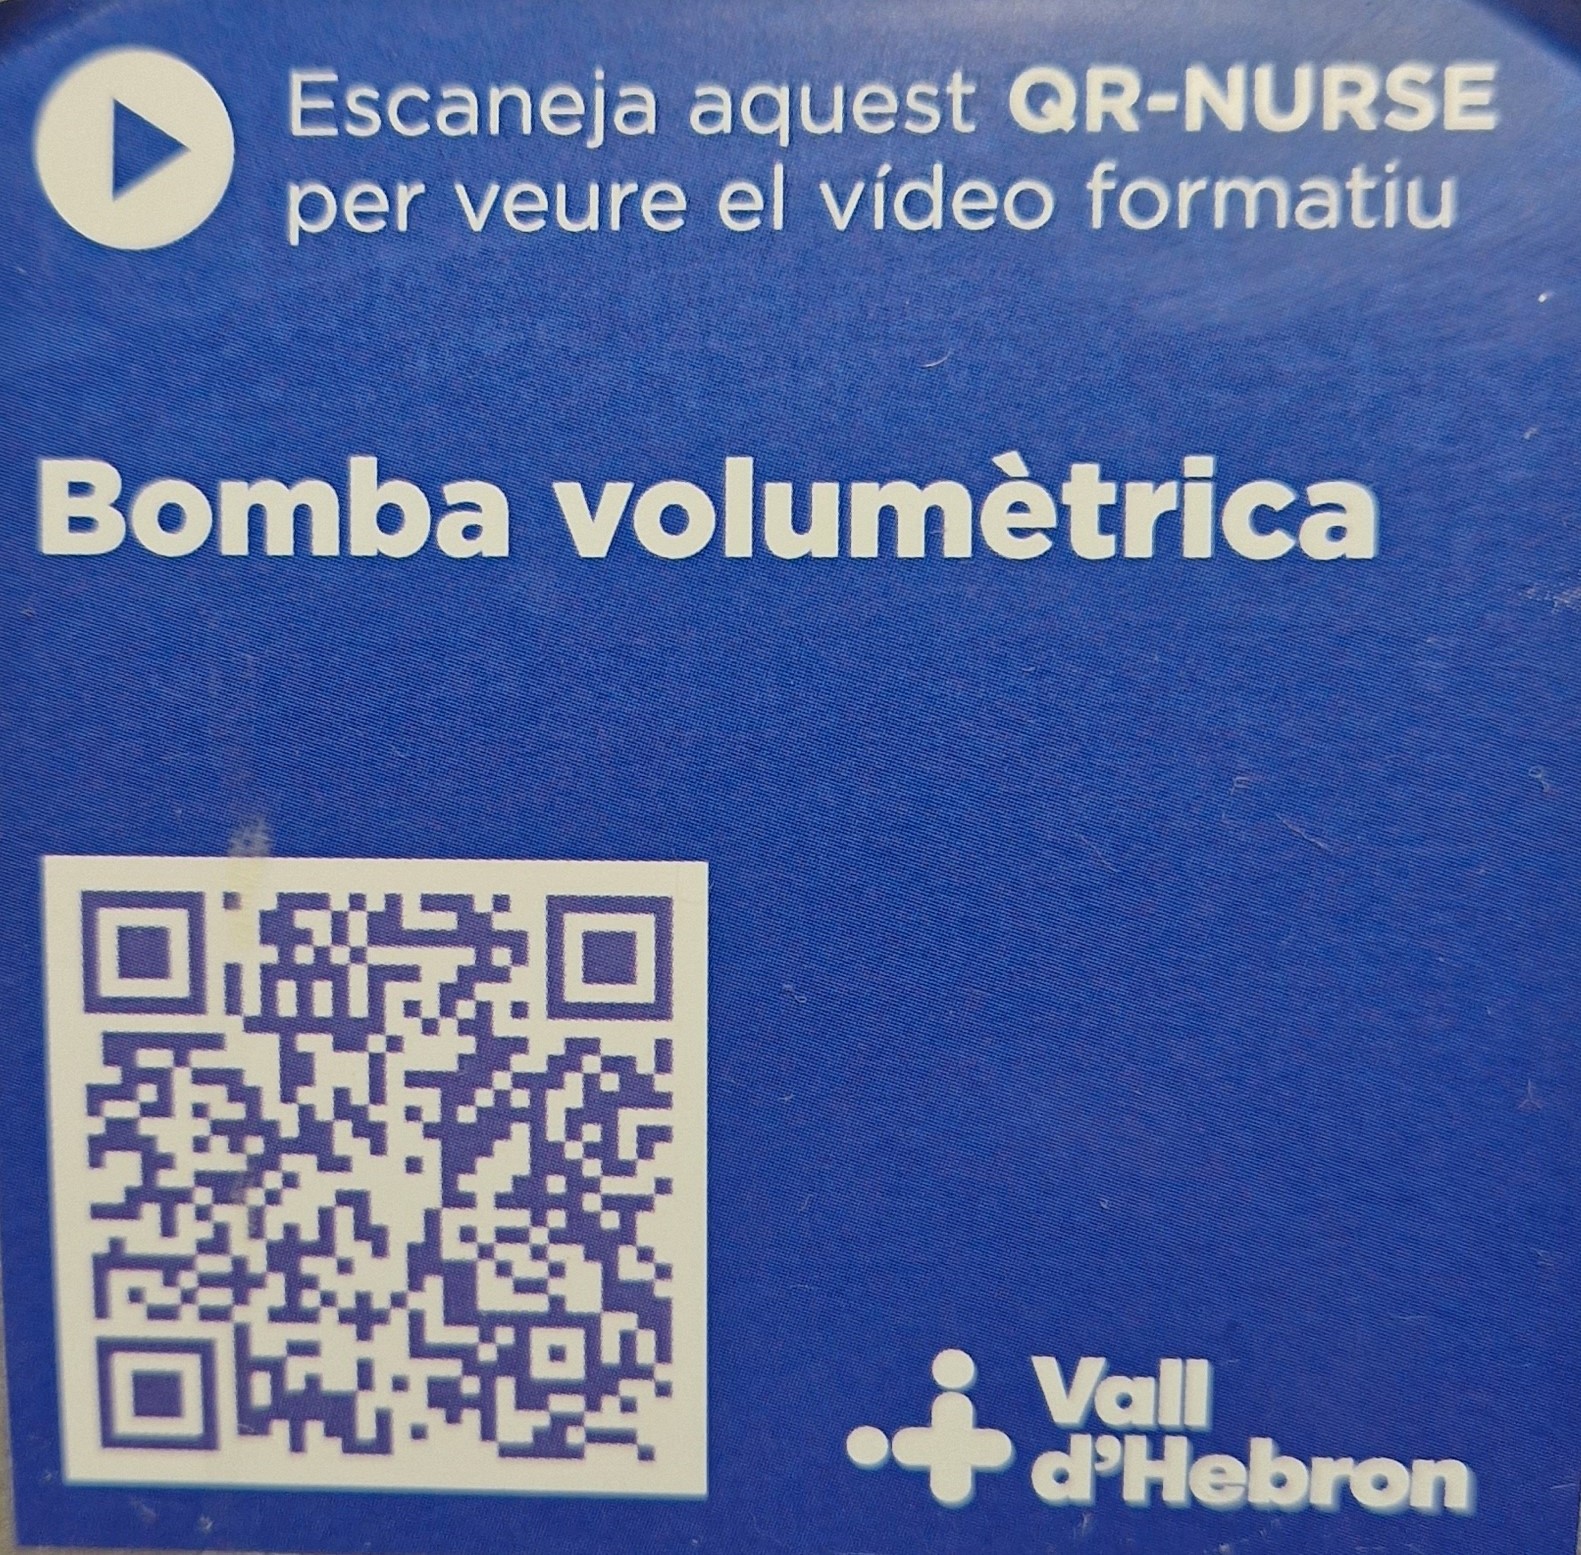 Escaneja aquest QR-NURSE
per veure el vídeo formatiu
Bomba volumètrica
Vall
d'Hebron